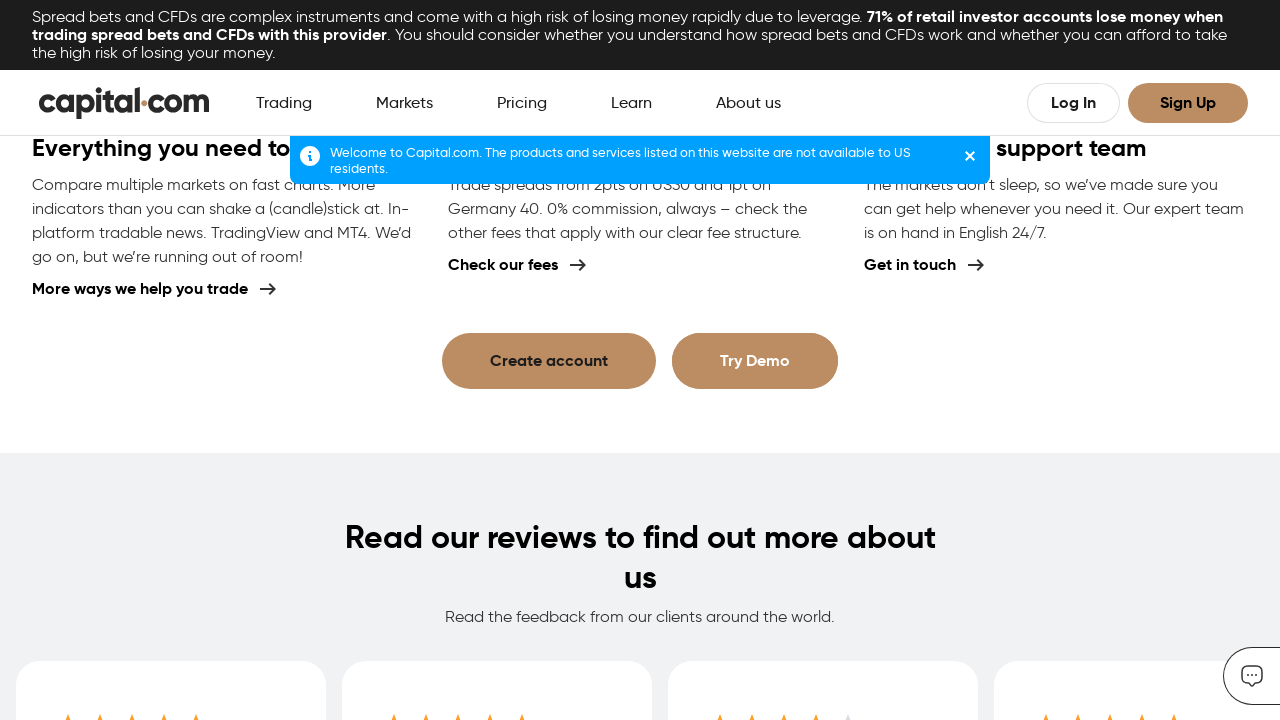 Spread bets and CFDs are complex instruments and come with a high risk of losing money rapidly due to leverage. 71% of retail investor accounts lose money when
trading spread bets and CFDs with this provider. You should consider whether you understand how spread bets and CFDs work and whether you can afford to take
the high risk of losing your money.
capital.com
Trading
Markets
Pricing
Learn
About us
Log In
Sign Up
Welcome to Capital.com. The products and services listed on this website are not available to US
residents.
Everything you need to
Compare multiple markets on fast charts. More
indicators than you can shake a (candle)stick at. In-
platform tradable news. TradingView and MT4. We’d
go on, but we’re running out of room!
More ways we help you trade
Trade spreads from 2pts on US30 and 1pt on
Germany 40. 0% commission, always – check the
other fees that apply with our clear fee structure.
Check our fees
support team
The markets don’t sleep, so we’ve made sure you
can get help whenever you need it. Our expert team
is on hand in English 24/7.
Get in touch
Create account
Try Demo
Read our reviews to find out more about
us
Read the feedback from our clients around the world.